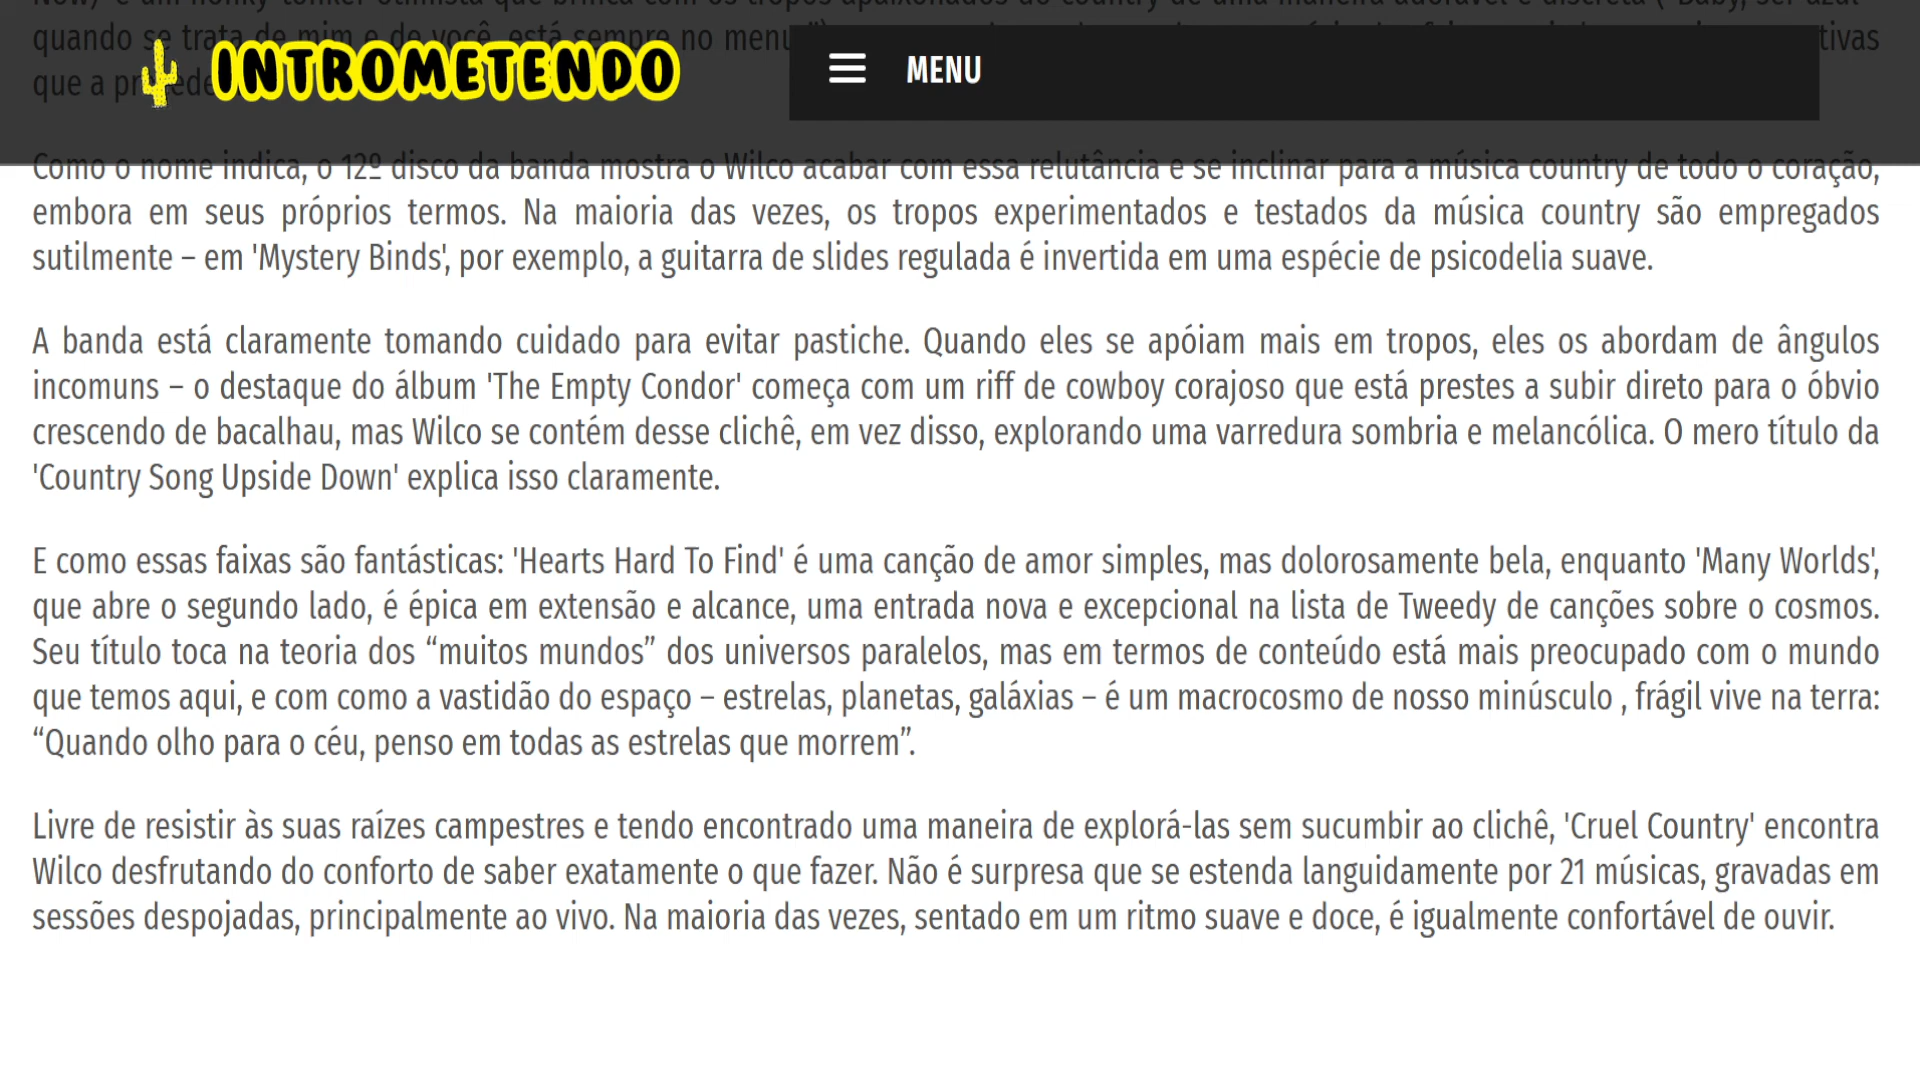 quando se trata de mim e de você, está sempre no menu
tivas
INTROMETENDO
MENU
Como o nome indica, o 12º disco da banda mostra o Wilco acabar com essa relutância e se inclinar para a música country de todo o coração,
embora em seus próprios termos. Na maioria das vezes, os tropos experimentados e testados da música country são empregados
sutilmente – em 'Mystery Binds', por exemplo, a guitarra de slides regulada é invertida em uma espécie de psicodelia suave.
A banda está claramente tomando cuidado para evitar pastiche. Quando eles se apóiam mais em tropos, eles os abordam de ângulos
incomuns – o destaque do álbum 'The Empty Condor' começa com um riff de cowboy corajoso que está prestes a subir direto para o óbvio
crescendo de bacalhau, mas Wilco se contém desse clichê, em vez disso, explorando uma varredura sombria e melancólica. O mero título da
'Country Song Upside Down' explica isso claramente.
E como essas faixas são fantásticas: 'Hearts Hard To Find' é uma canção de amor simples, mas dolorosamente bela, enquanto 'Many Worlds',
que abre o segundo lado, é épica em extensão e alcance, uma entrada nova e excepcional na lista de Tweedy de canções sobre o cosmos.
Seu título toca na teoria dos “muitos mundos” dos universos paralelos, mas em termos de conteúdo está mais preocupado com o mundo
que temos aqui, e com como a vastidão do espaço – estrelas, planetas, galáxias – é um macrocosmo de nosso minúsculo , frágil vive na terra:
“Quando olho para o céu, penso em todas as estrelas que morrem”.
Livre de resistir às suas raízes campestres e tendo encontrado uma maneira de explorá-las sem sucumbir ao clichê, 'Cruel Country' encontra
Wilco desfrutando do conforto de saber exatamente o que fazer. Não é surpresa que se estenda languidamente por 21 músicas, gravadas em
sessões despojadas, principalmente ao vivo. Na maioria das vezes, sentado em um ritmo suave e doce, é igualmente confortável de ouvir.